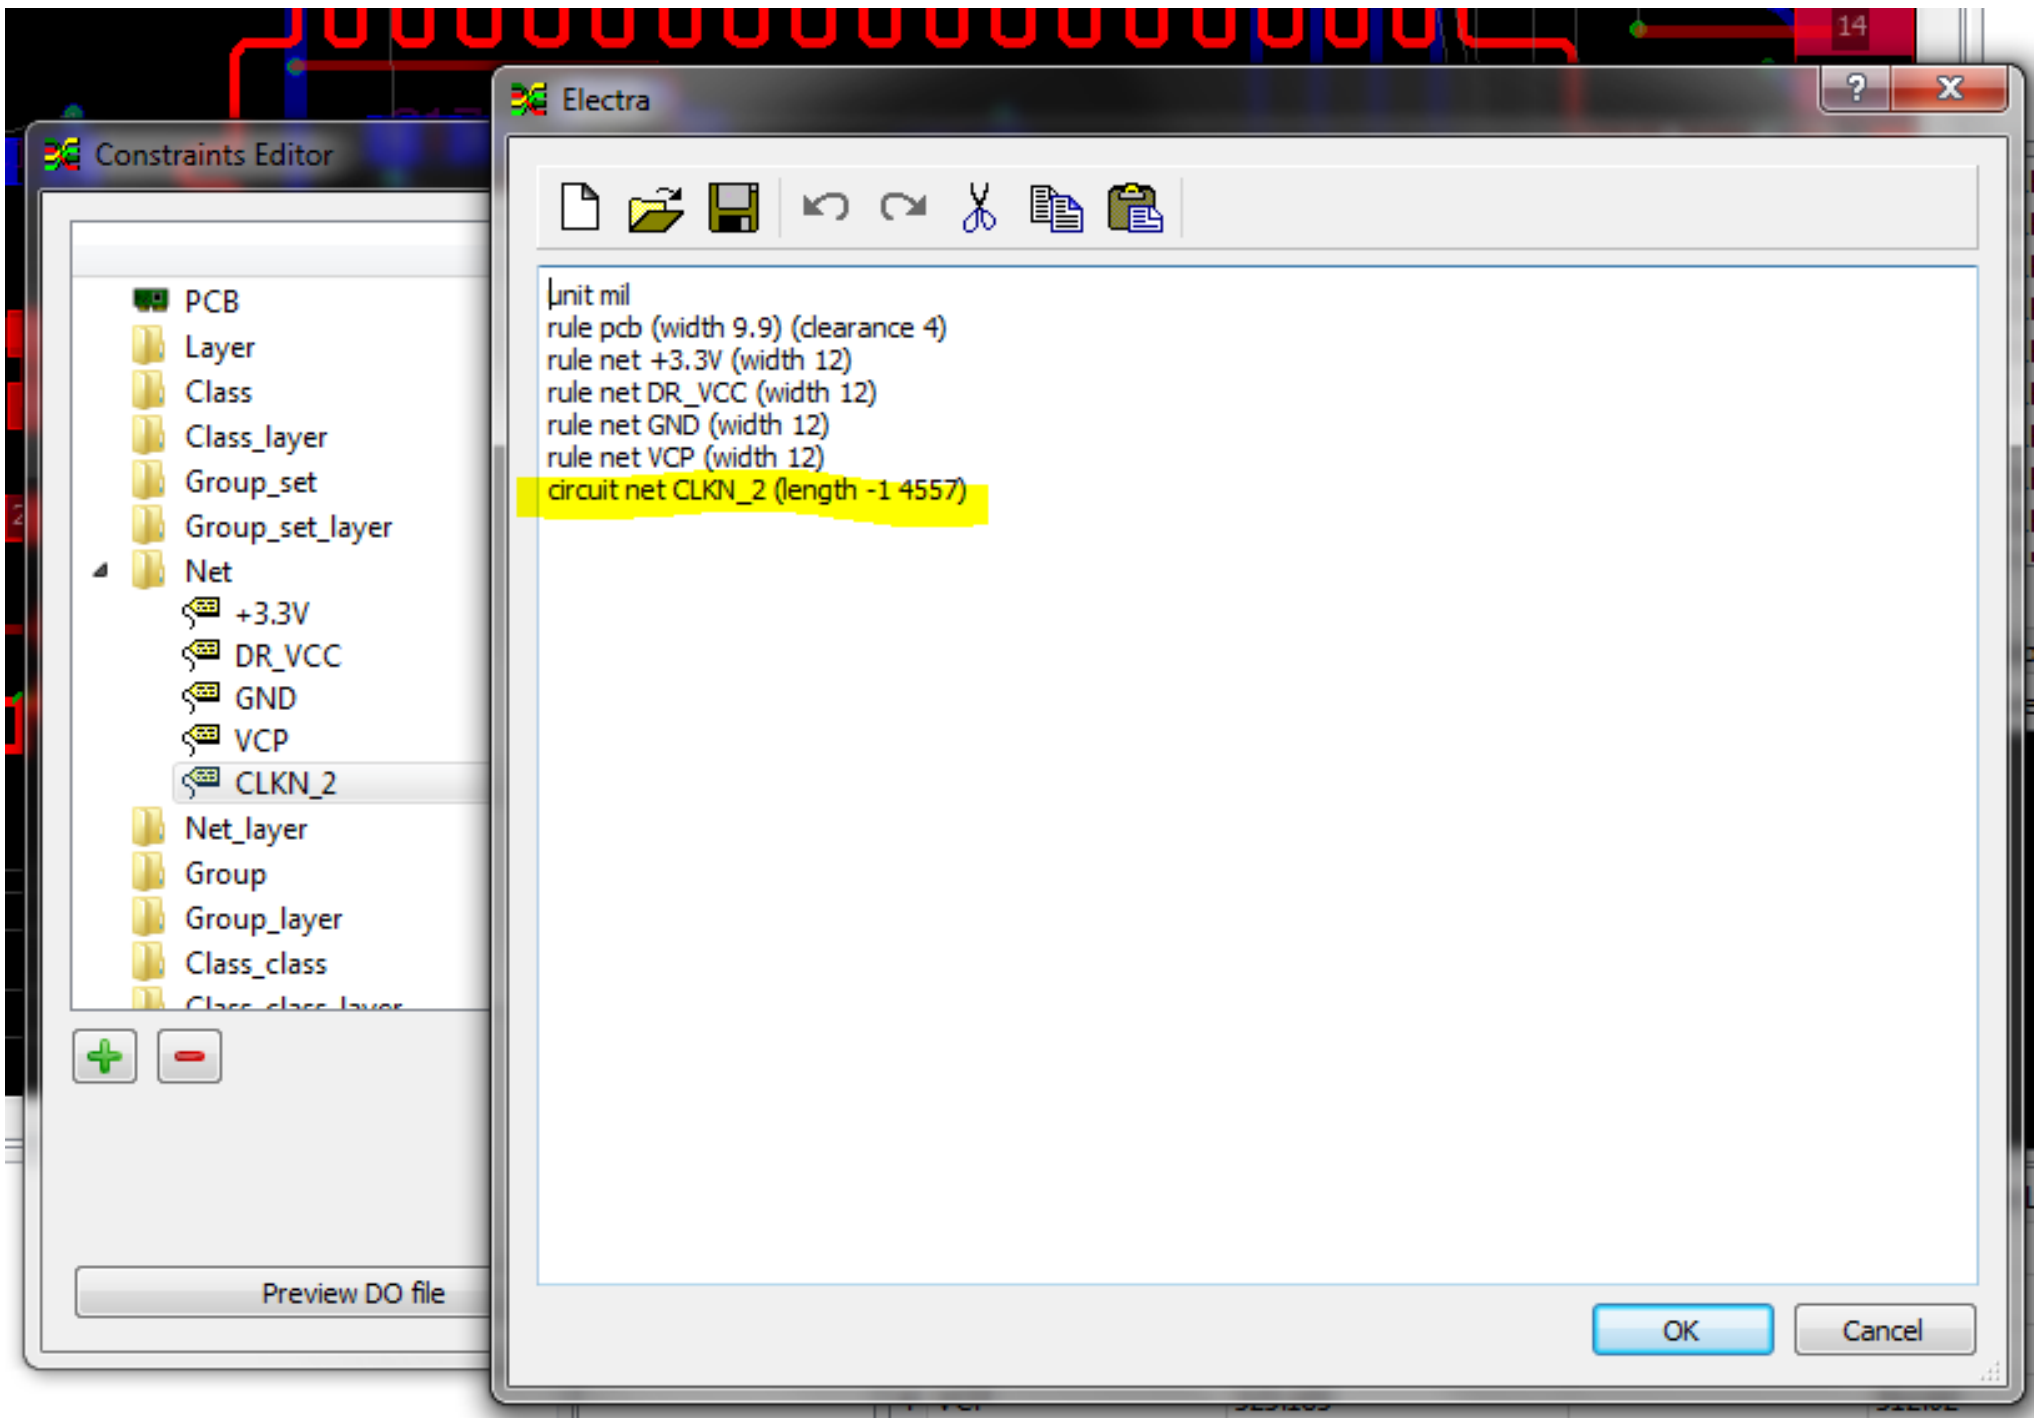 14
Electra
?
X
Constraints Editor
PCB
Layer
Class
Class_layer
Group_set
Group_set_layer
Net
+3.3V
DR_VCC
GND
VCP
CLKN_2
Net_layer
Group
Group_layer
Class_class
Class_class_layer
Preview DO file
unit mil
rule pcb (width 9.9) (clearance 4)
rule net +3.3V (width 12)
rule net DR_VCC (width 12)
rule net GND (width 12)
rule net VCP (width 12)
circuit net CLKN_2 (length -1 4557)
OK
Cancel